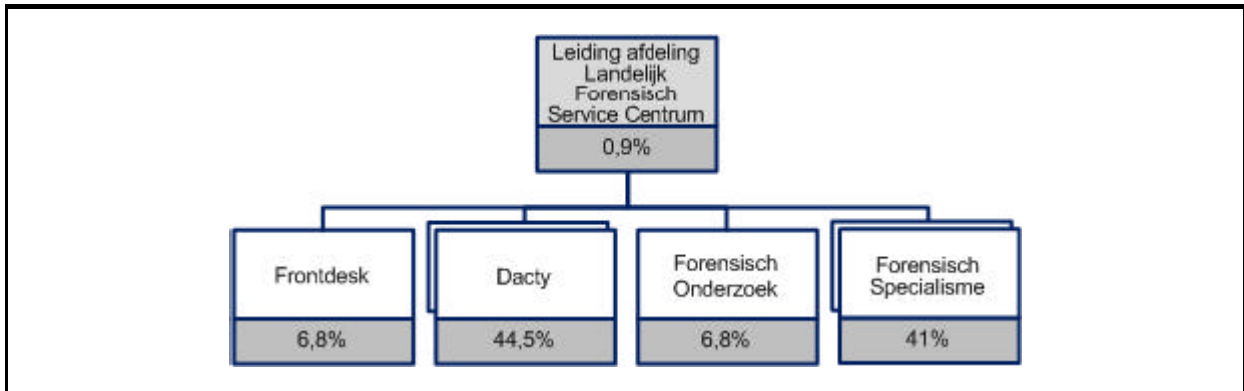 Leiding afdeling
Landelijk
Forensisch
Service Centrum
0,9%
Frontdesk
6,8%
Dacty
44,5%
Forensisch
Onderzoek
6,8%
Forensisch
Specialisme
41%